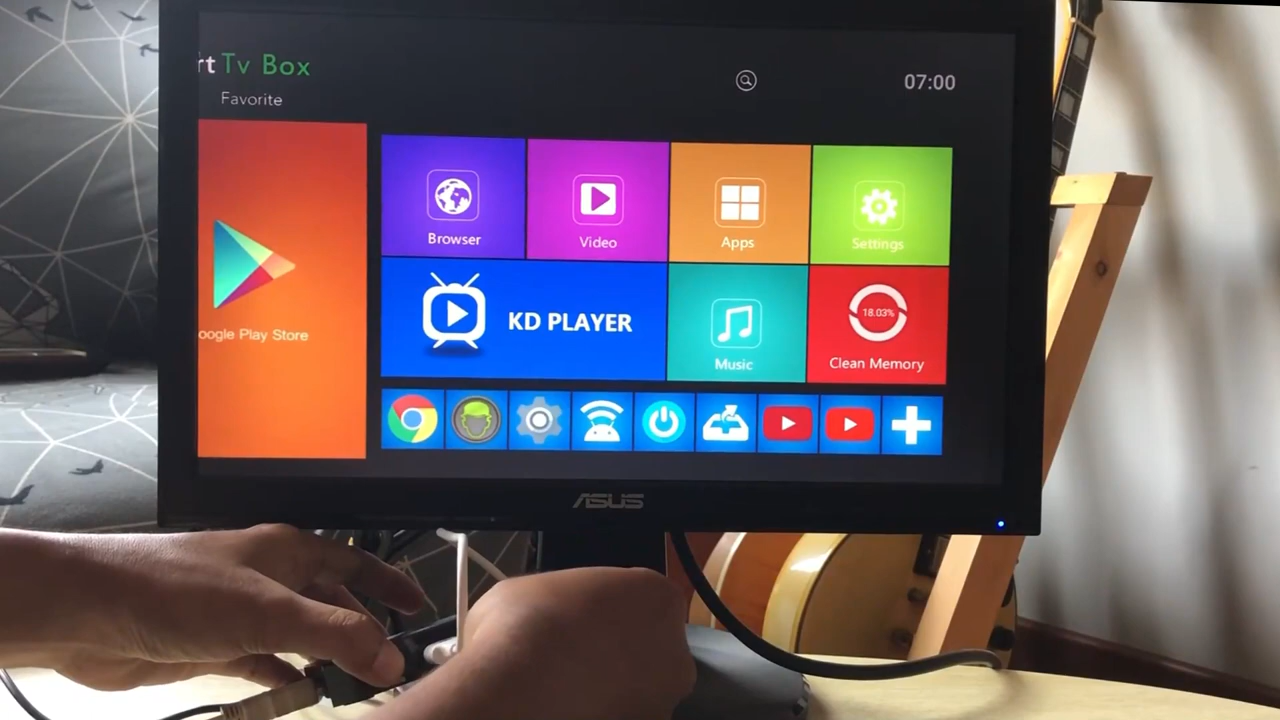 rt Tv Box
07:00
Favorite
Browser
Video
Apps
Settings
oogle Play Store
KD PLAYER
Music
18.03%
Clean Memory
ASUS